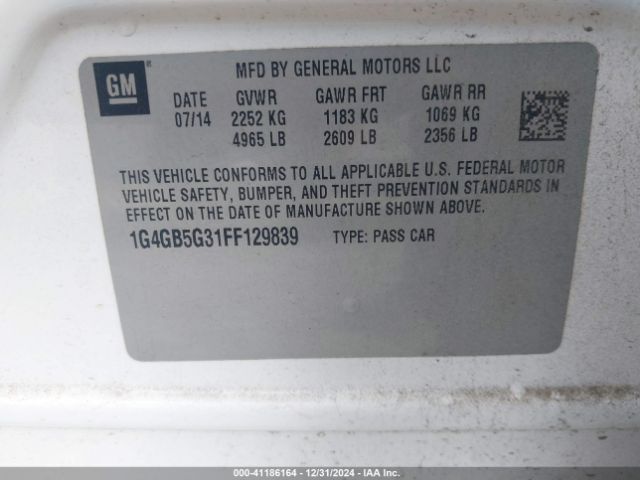 GM
MFD BY GENERAL MOTORS LLC
DATE GVWR GAWR FRT GAWR RR
07/14 2252 KG 1183 KG 1069 KG
4965 LB 2609 LB 2356 LB
THIS VEHICLE CONFORMS TO ALL APPLICABLE U.S. FEDERAL MOTOR
VEHICLE SAFETY, BUMPER, AND THEFT PREVENTION STANDARDS IN
EFFECT ON THE DATE OF MANUFACTURE SHOWN ABOVE.
1G4GB5G31FF129839 TYPE: PASS CAR
000-41186164 - 12/31/2024 - IAA Inc.